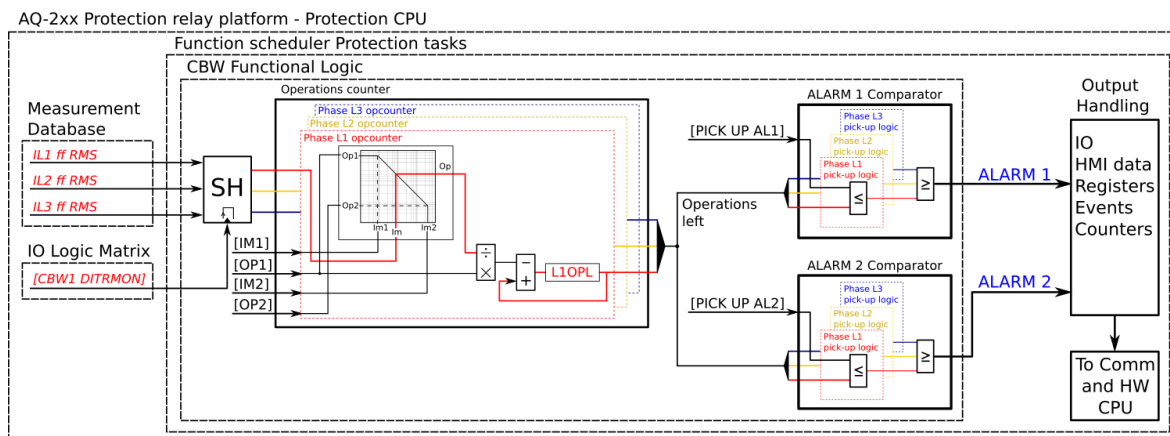 AQ-2xx Protection relay platform - Protection CPU
Function scheduler Protection tasks
CBW Functional Logic
Operations counter
Measurement
Database
IL1 ff RMS
IL2 ff RMS
IL3 ff RMS
IO Logic Matrix
[CBW1 DITRMON]
SH
Phase L3 opcounter
Phase L2 opcounter
Phase L1 opcounter
Op1
Op
Op2
Im1
Im
Im2
[IM1]
[OP1]
[IM2]
[OP2]
÷
×
−
+
L1OPL
Operations
left
ALARM 1 Comparator
[PICK UP AL1]
Phase L3
pick-up logic
Phase L2
pick-up logic
Phase L1
pick-up logic
≤
≥
ALARM 1
ALARM 2 Comparator
[PICK UP AL2]
Phase L3
pick-up logic
Phase L2
pick-up logic
Phase L1
pick-up logic
≤
≥
ALARM 2
Output
Handling
IO
HMI data
Registers
Events
Counters
To Comm
and HW
CPU